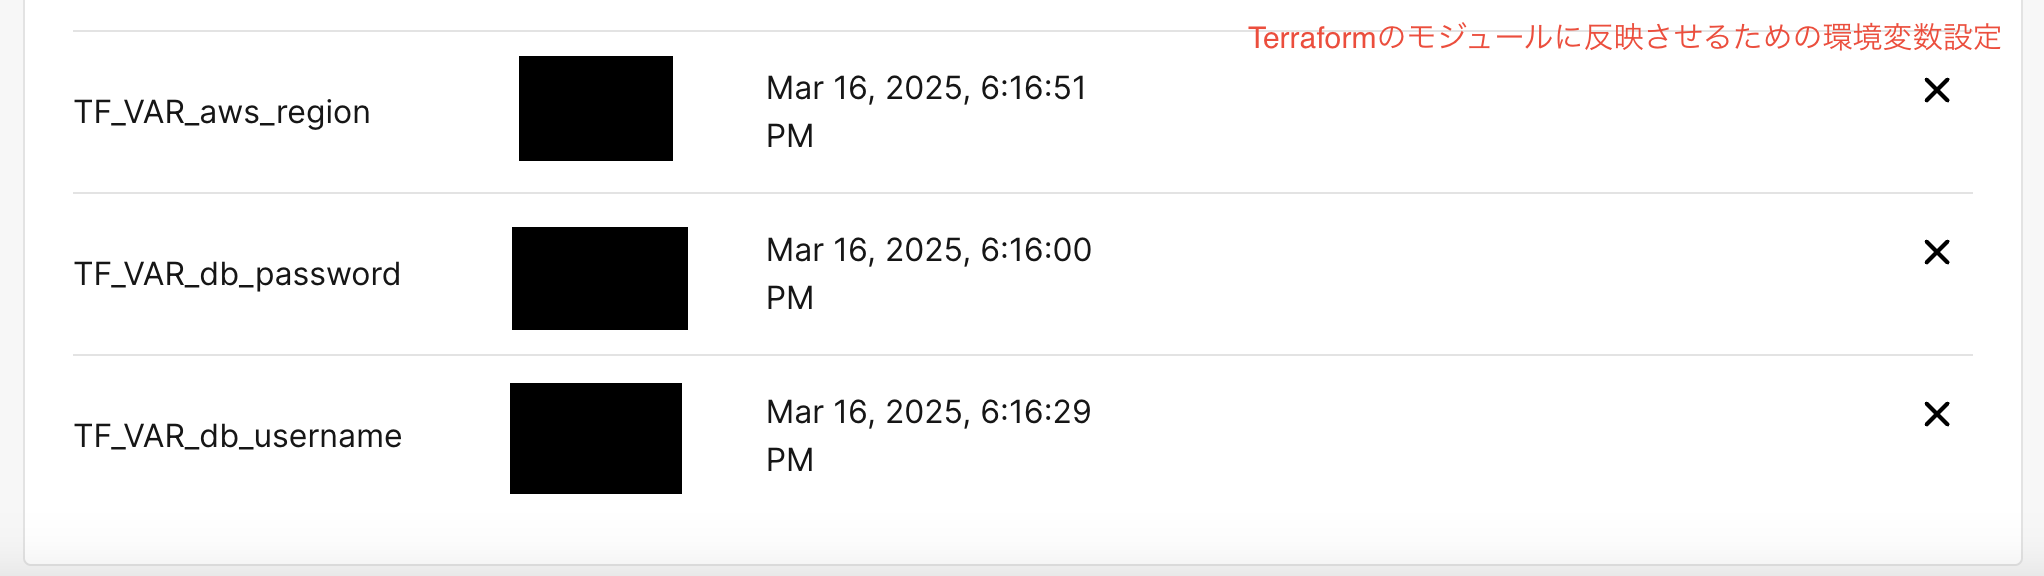 Terraformのモジュールに反映させるための環境変数設定
TF_VAR_aws_region
Mar 16, 2025, 6:16:51
PM
TF_VAR_db_password
Mar 16, 2025, 6:16:00
PM
TF_VAR_db_username
Mar 16, 2025, 6:16:29
PM